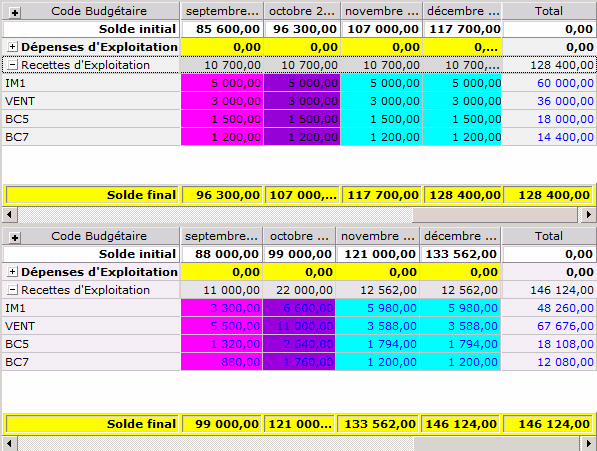 Code Budgétaire septembre... octobre 2... novembre ... décembre ... Total
Solde initial 85 600,00 96 300,00 107 000,00 117 700,00 0,00
Dépenses d'Exploitation 0,00 0,00 0,00 0,... 0,00
Recettes d'Exploitation 10 700,00 10 700,00 10 700,00 10 700,... 128 400,00
IM1 5 000,00 5 000,00 5 000,00 5 000,00 60 000,00
VENT 3 000,00 3 000,00 3 000,00 3 000,00 36 000,00
BC5 1 500,00 1 500,00 1 500,00 1 500,00 18 000,00
BC7 1 200,00 1 200,00 1 200,00 1 200,00 14 400,00
Solde final 96 300,00 107 000,... 117 700,00 128 400,00 128 400,00
Code Budgétaire septembre... octobre ... novembre ... décembre ... Total
Solde initial 88 000,00 99 000,00 121 000,00 133 562,00 0,00
Dépenses d'Exploitation 0,00 0,00 0,00 0,00 0,00
Recettes d'Exploitation 11 000,00 22 000,00 12 562,00 12 562,00 146 124,00
IM1 3 300,00 6 600,00 5 980,00 5 980,00 48 260,00
VENT 5 500,00 11 000,00 3 588,00 3 588,00 67 676,00
BC5 1 320,00 2 640,00 1 794,00 1 794,00 18 108,00
BC7 880,00 1 760,00 1 200,00 1 200,00 12 080,00
Solde final 99 000,00 121 000... 133 562,00 146 124,00 146 124,00